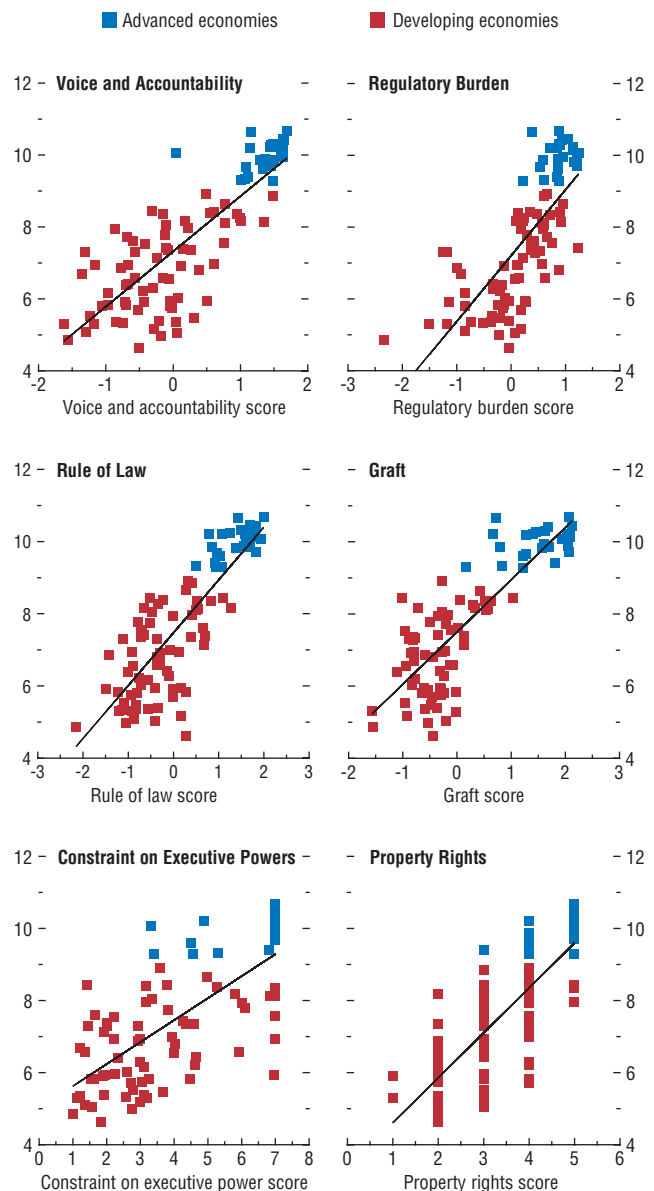 Advanced economies Developing economies
Voice and Accountability Regulatory Burden
12 12
10 10
8 8
6 6
4 4
-2 -1 0 1 2 -3 -2 -1 0 1 2
Voice and accountability score Regulatory burden score
Rule of Law Graft
12 12
10 10
8 8
6 6
4 4
-3 -2 -1 0 1 2 3 -2 -1 0 1 2 3
Rule of law score Graft score
Constraint on Executive Powers Property Rights
12 12
10 10
8 8
6 6
4 4
0 1 2 3 4 5 6 7 8 0 1 2 3 4 5 6
Constraint on executive power score Property rights score